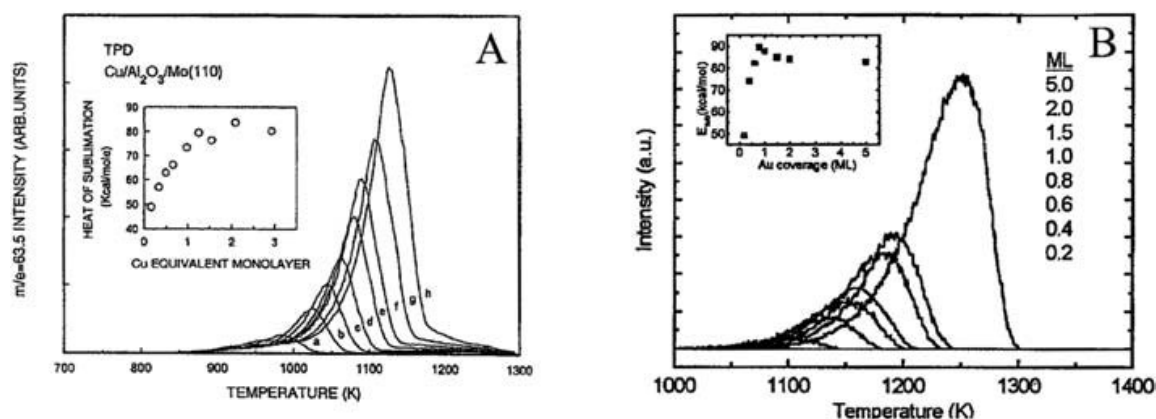 A
TPD
Cu/Al2O3/Mo(110)
m/e=63.5 INTENSITY (ARB.UNITS)
HEAT OF SUBLIMATION
(Kcal/mole)
90
80
70
60
50
40
0 1 2 3
Cu EQUIVALENT MONOLAYER
a b c d e f g h
700 800 900 1000 1100 1200 1300
TEMPERATURE (K)
B
Intensity (a.u.)
Esub(kcal/mol)
90
80
70
60
50
0 1 2 3 4 5
Au coverage (ML)
ML
5.0
2.0
1.5
1.0
0.8
0.6
0.4
0.2
1000 1100 1200 1300 1400
Temperature (K)